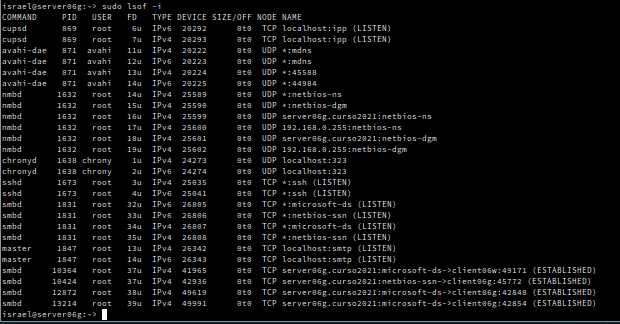 israel@server06g:~> sudo lsof -i
COMMAND PID USER FD TYPE DEVICE SIZE/OFF NODE NAME
cupsd 869 root 6u IPv6 20292 0t0 TCP localhost:ipp (LISTEN)
cupsd 869 root 7u IPv4 20293 0t0 TCP localhost:ipp (LISTEN)
avahi-dae 871 avahi 11u IPv4 20222 0t0 UDP *:mdns
avahi-dae 871 avahi 12u IPv6 20223 0t0 UDP *:mdns
avahi-dae 871 avahi 13u IPv4 20224 0t0 UDP *:45588
avahi-dae 871 avahi 14u IPv6 20225 0t0 UDP *:44984
nmbd 1632 root 14u IPv4 25589 0t0 UDP *:netbios-ns
nmbd 1632 root 15u IPv4 25590 0t0 UDP *:netbios-dgm
nmbd 1632 root 16u IPv4 25599 0t0 UDP server06g.curso2021:netbios-ns
nmbd 1632 root 17u IPv4 25600 0t0 UDP 192.168.0.255:netbios-ns
nmbd 1632 root 18u IPv4 25601 0t0 UDP server06g.curso2021:netbios-dgm
nmbd 1632 root 19u IPv4 25602 0t0 UDP 192.168.0.255:netbios-dgm
chronyd 1638 chrony 1u IPv4 24273 0t0 UDP localhost:323
chronyd 1638 chrony 2u IPv6 24274 0t0 UDP localhost:323
sshd 1673 root 3u IPv4 25035 0t0 TCP *:ssh (LISTEN)
sshd 1673 root 4u IPv6 25041 0t0 TCP *:ssh (LISTEN)
smbd 1831 root 32u IPv6 26805 0t0 TCP *:microsoft-ds (LISTEN)
smbd 1831 root 33u IPv6 26806 0t0 TCP *:netbios-ssn (LISTEN)
smbd 1831 root 34u IPv4 26807 0t0 TCP *:microsoft-ds (LISTEN)
smbd 1831 root 35u IPv4 26808 0t0 TCP *:netbios-ssn (LISTEN)
master 1847 root 13u IPv4 26342 0t0 TCP localhost:smtp (LISTEN)
master 1847 root 14u IPv6 26343 0t0 TCP localhost:smtp (LISTEN)
smbd 10364 root 37u IPv4 41965 0t0 TCP server06g.curso2021:microsoft-ds->client06w:49171 (ESTABLISHED)
smbd 10424 root 37u IPv4 42936 0t0 TCP server06g.curso2021:netbios-ssn->client06g:45772 (ESTABLISHED)
smbd 12872 root 38u IPv4 49619 0t0 TCP server06g.curso2021:microsoft-ds->client06g:42848 (ESTABLISHED)
smbd 13214 root 39u IPv4 49991 0t0 TCP server06g.curso2021:microsoft-ds->client06g:42854 (ESTABLISHED)
israel@server06g:~>